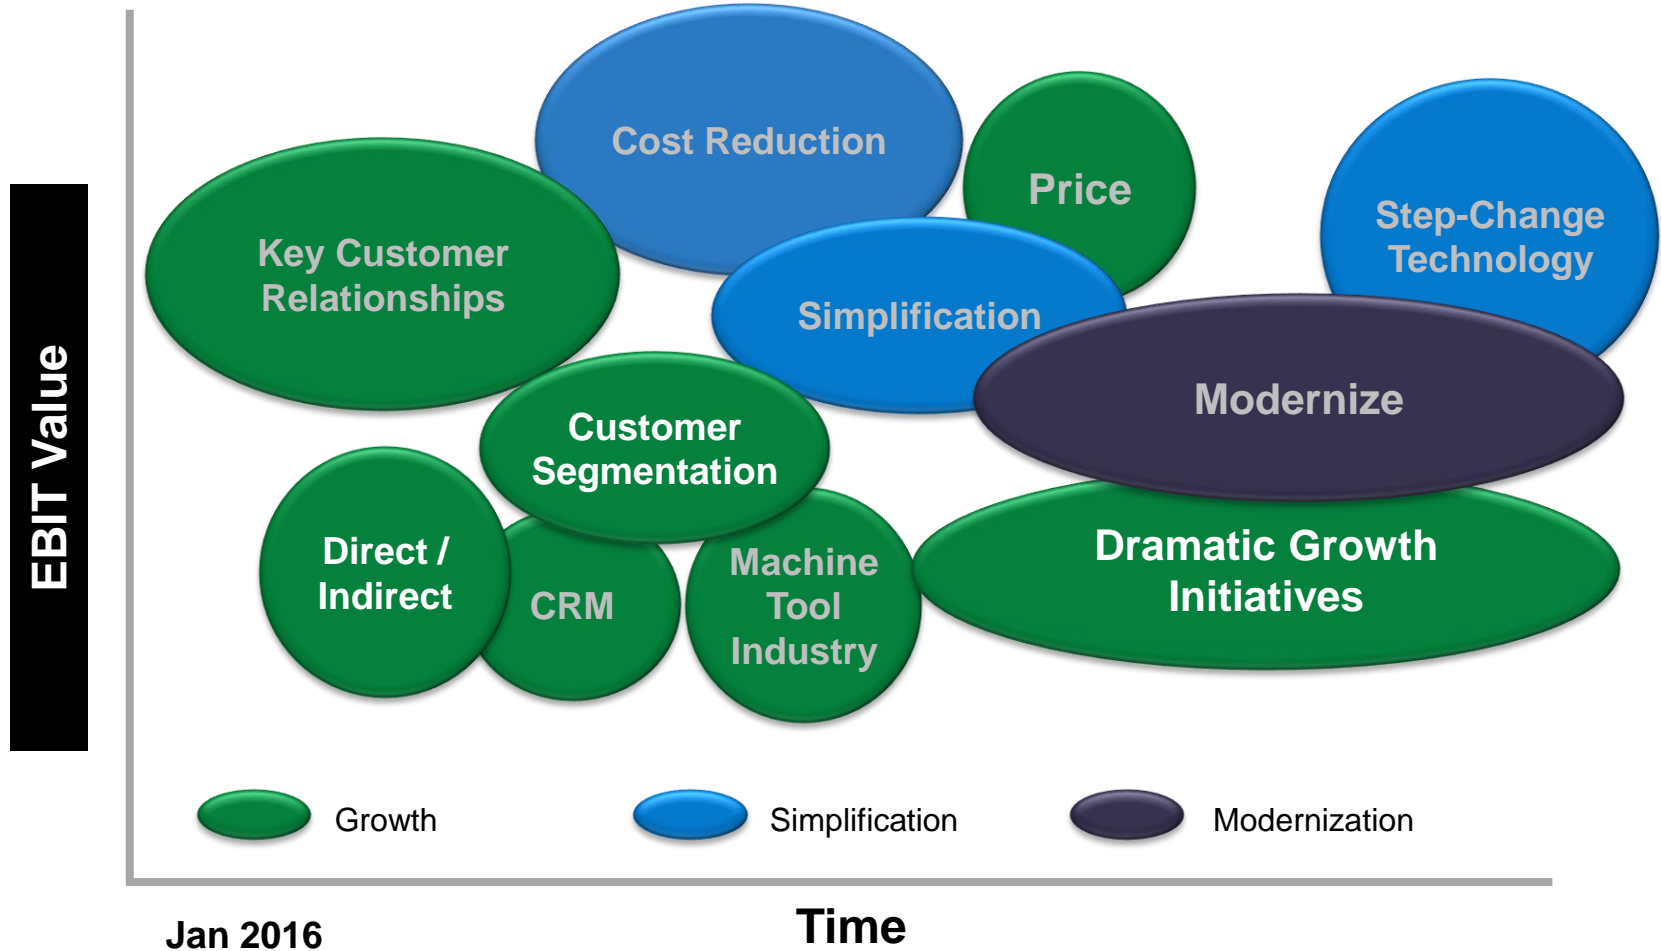 Cost Reduction
Price
Step-Change
Technology
Key Customer
Relationships
Simplification
Modernize
EBIT Value
Customer
Segmentation
Direct /
Indirect
CRM
Machine
Tool
Industry
Dramatic Growth
Initiatives
Growth
Simplification
Modernization
Jan 2016
Time